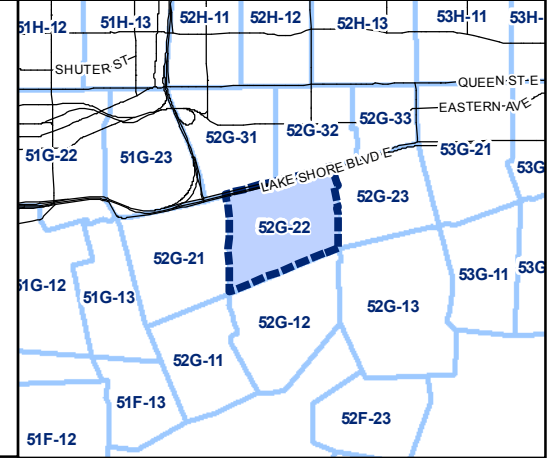 51H-12
51H-13
52H-11
52H-12
52H-13
53H-11
53H-
SHUTER ST
QUEEN ST E
EASTERN AVE
52G-33
52G-31
52G-32
51G-22
51G-23
53G-21
LAKE SHORE BLVD E
53G
52G-23
52G-22
52G-21
51G-12
51G-13
53G-11
53G
52G-13
52G-12
52G-11
51F-13
52F-23
51F-12